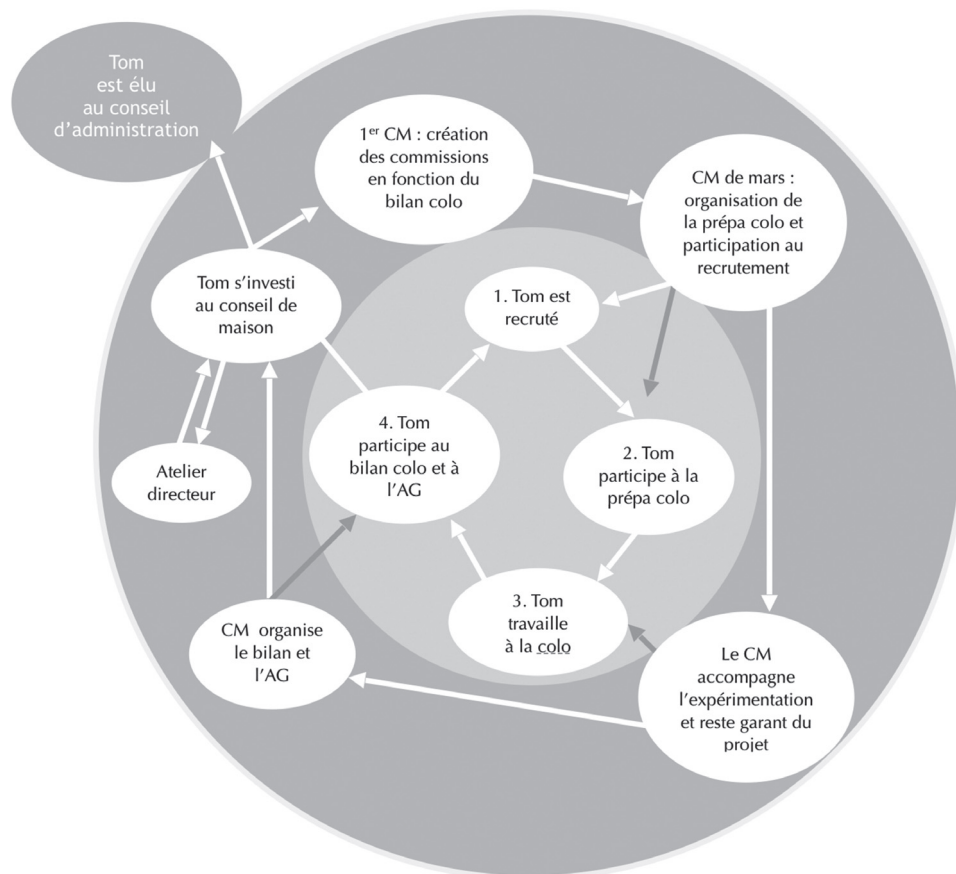 Tom
est élu
au conseil
d’administration
1er CM : création
des commissions
en fonction du
bilan colo
CM de mars :
organisation de
la prépa colo et
participation au
recrutement
Tom s’investi
au conseil de
maison
1. Tom est
recruté
4. Tom
participe au
bilan colo et à
l’AG
2. Tom
participe à la
prépa colo
Atelier
directeur
3. Tom
travaille
à la colo
CM organise
le bilan et
l’AG
Le CM
accompagne
l’expérimentation
et reste garant du
projet